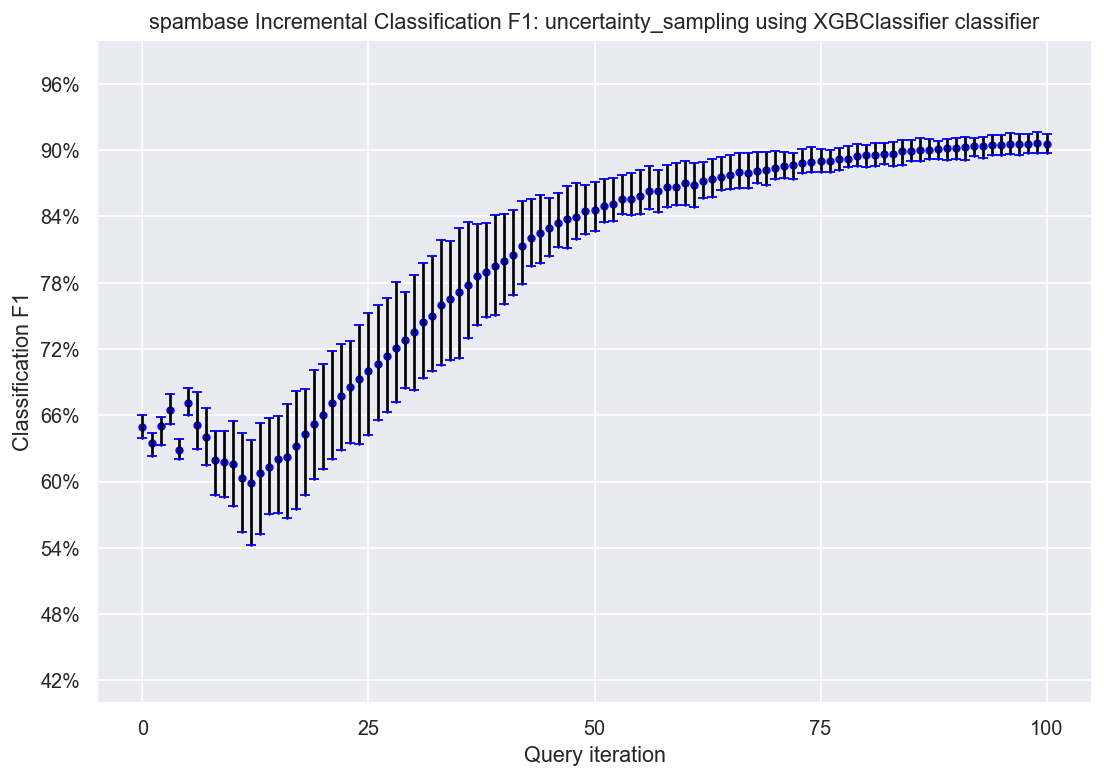 spambase Incremental Classification F1: uncertainty_sampling using XGBClassifier classifier
96%
90%
84%
78%
72%
66%
60%
54%
48%
42%
Classification F1
0 25 50 75 100
Query iteration